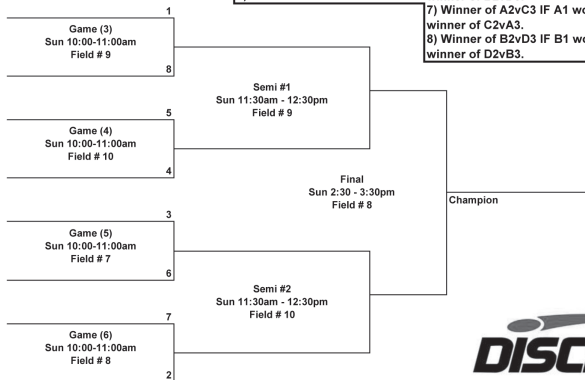 7) Winner of A2vC3 IF A1
winner of C2vA3.
8) Winner of B2vD3 IF B1
winner of D2vB3.
1
Game (3)
Sun 10:00-11:00am
Field # 9
8
Semi #1
Sun 11:30am - 12:30pm
Field # 9
5
Game (4)
Sun 10:00-11:00am
Field # 10
4
Final
Sun 2:30 - 3:30pm
Field # 8
Champion
3
Game (5)
Sun 10:00-11:00am
Field # 7
6
Semi #2
Sun 11:30am - 12:30pm
Field # 10
7
Game (6)
Sun 10:00-11:00am
Field # 8
2
DISC